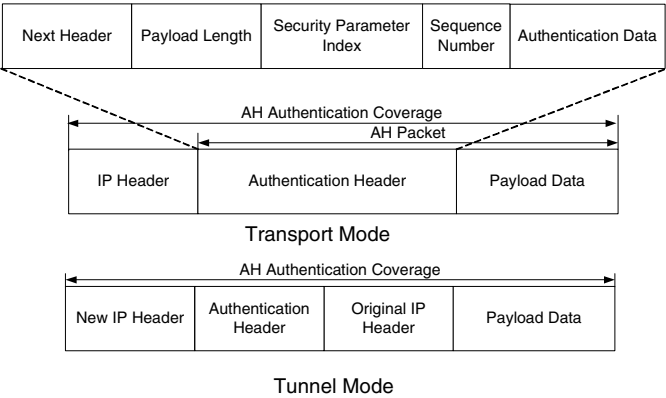 Next Header
Payload Length
Security Parameter
Index
Sequence
Number
Authentication Data
AH Authentication Coverage
AH Packet
IP Header
Authentication Header
Payload Data
Transport Mode
AH Authentication Coverage
New IP Header
Authentication
Header
Original IP
Header
Payload Data
Tunnel Mode